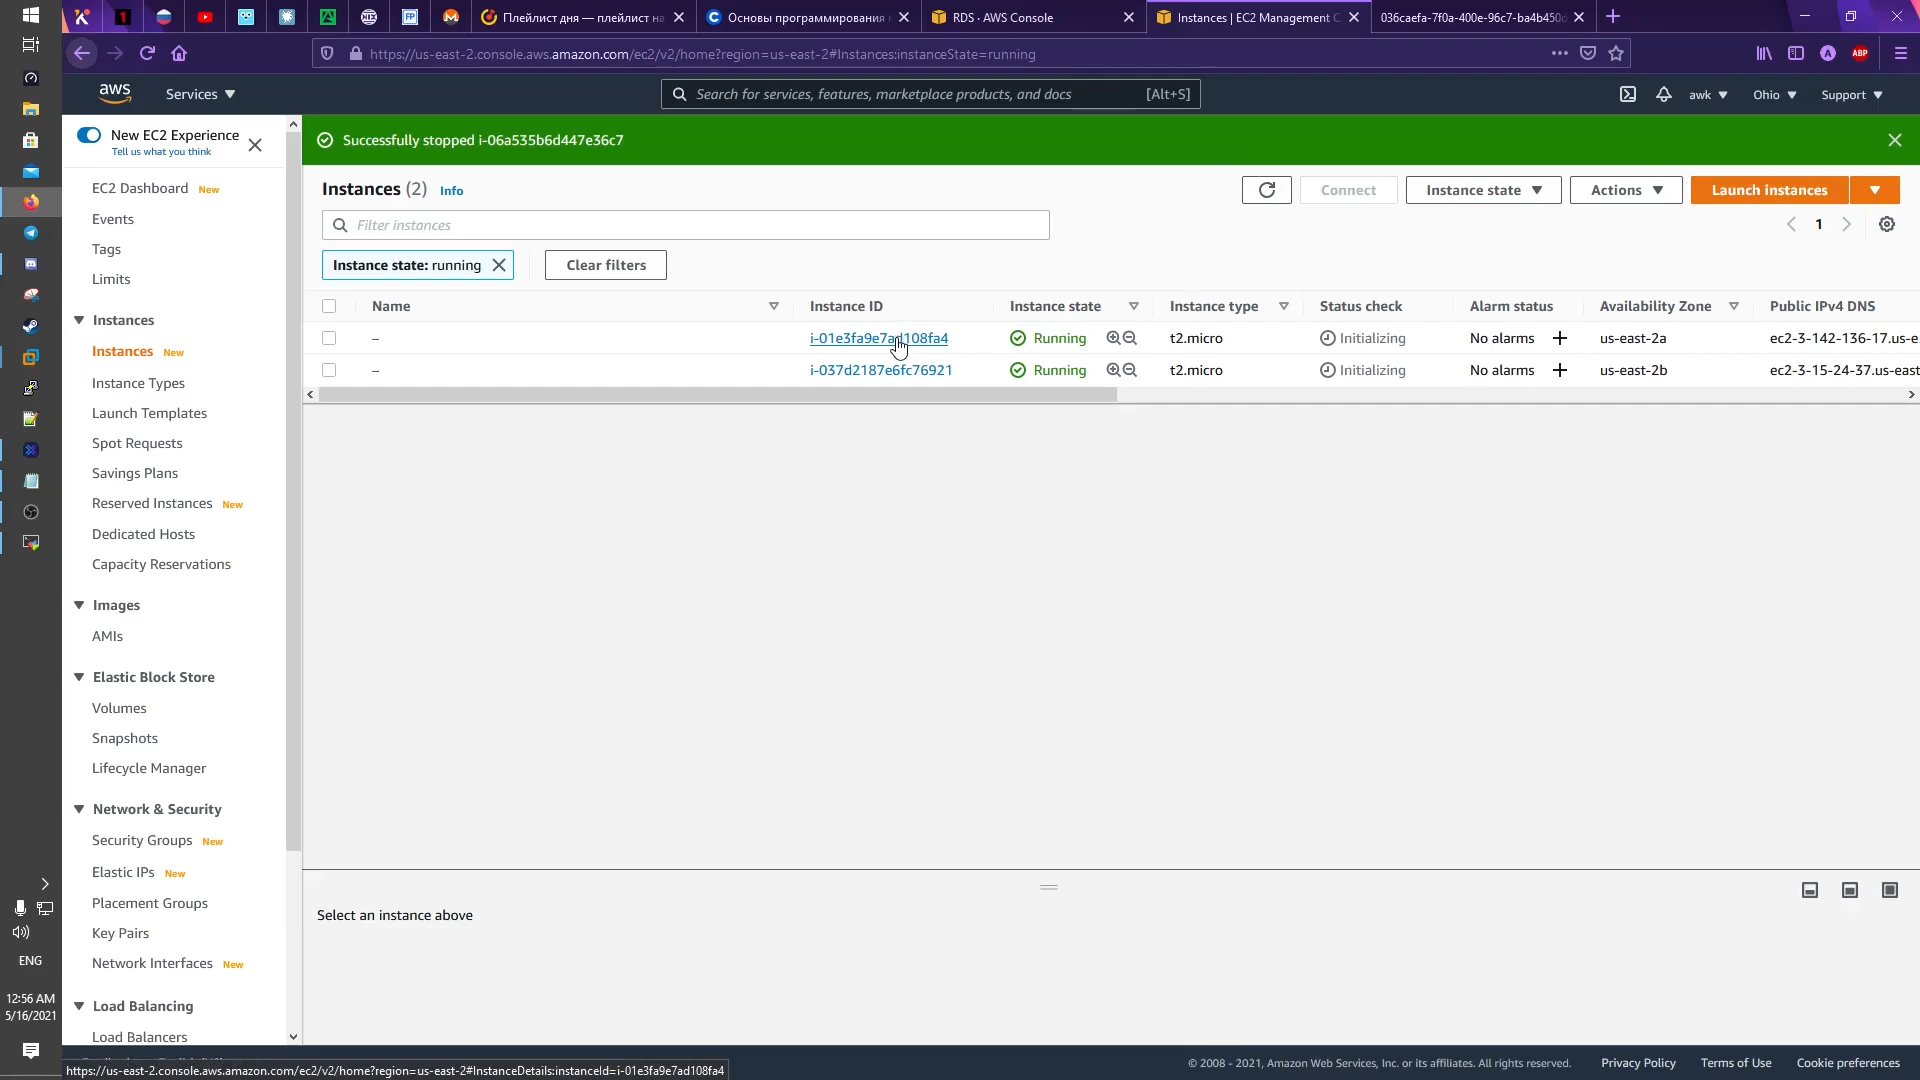 Плейлист дня — плейлист на
Основы программирования
RDS · AWS Console
Instances | EC2 Management C
036caefa-7f0a-400e-96c7-ba4b450d
https://us-east-2.console.aws.amazon.com/ec2/v2/home?region=us-east-2#Instances:instanceState=running
ABP
aws
Services
Search for services, features, marketplace products, and docs
[Alt+S]
awk
Ohio
Support
New EC2 Experience
Tell us what you think
EC2 Dashboard New
Events
Tags
Limits
Instances
Instances New
Instance Types
Launch Templates
Spot Requests
Savings Plans
Reserved Instances New
Dedicated Hosts
Capacity Reservations
Images
AMIs
Elastic Block Store
Volumes
Snapshots
Lifecycle Manager
Network & Security
Security Groups New
Elastic IPs New
Placement Groups
Key Pairs
Network Interfaces New
Load Balancing
Load Balancers
Successfully stopped i-06a535b6d447e36c7
Instances (2) Info
Connect
Instance state
Actions
Launch instances
Filter instances
1
Instance state: running
Clear filters
Name Instance ID Instance state Instance type Status check Alarm status Availability Zone Public IPv4 DNS
– i-01e3fa9e7ad108fa4 Running t2.micro Initializing No alarms us-east-2a ec2-3-142-136-17.us-e
– i-037d2187e6fc76921 Running t2.micro Initializing No alarms us-east-2b ec2-3-15-24-37.us-east
Select an instance above
ENG
12:56 AM
5/16/2021
© 2008 - 2021, Amazon Web Services, Inc. or its affiliates. All rights reserved.
Privacy Policy
Terms of Use
Cookie preferences
https://us-east-2.console.aws.amazon.com/ec2/v2/home?region=us-east-2#InstanceDetails:instanceId=i-01e3fa9e7ad108fa4